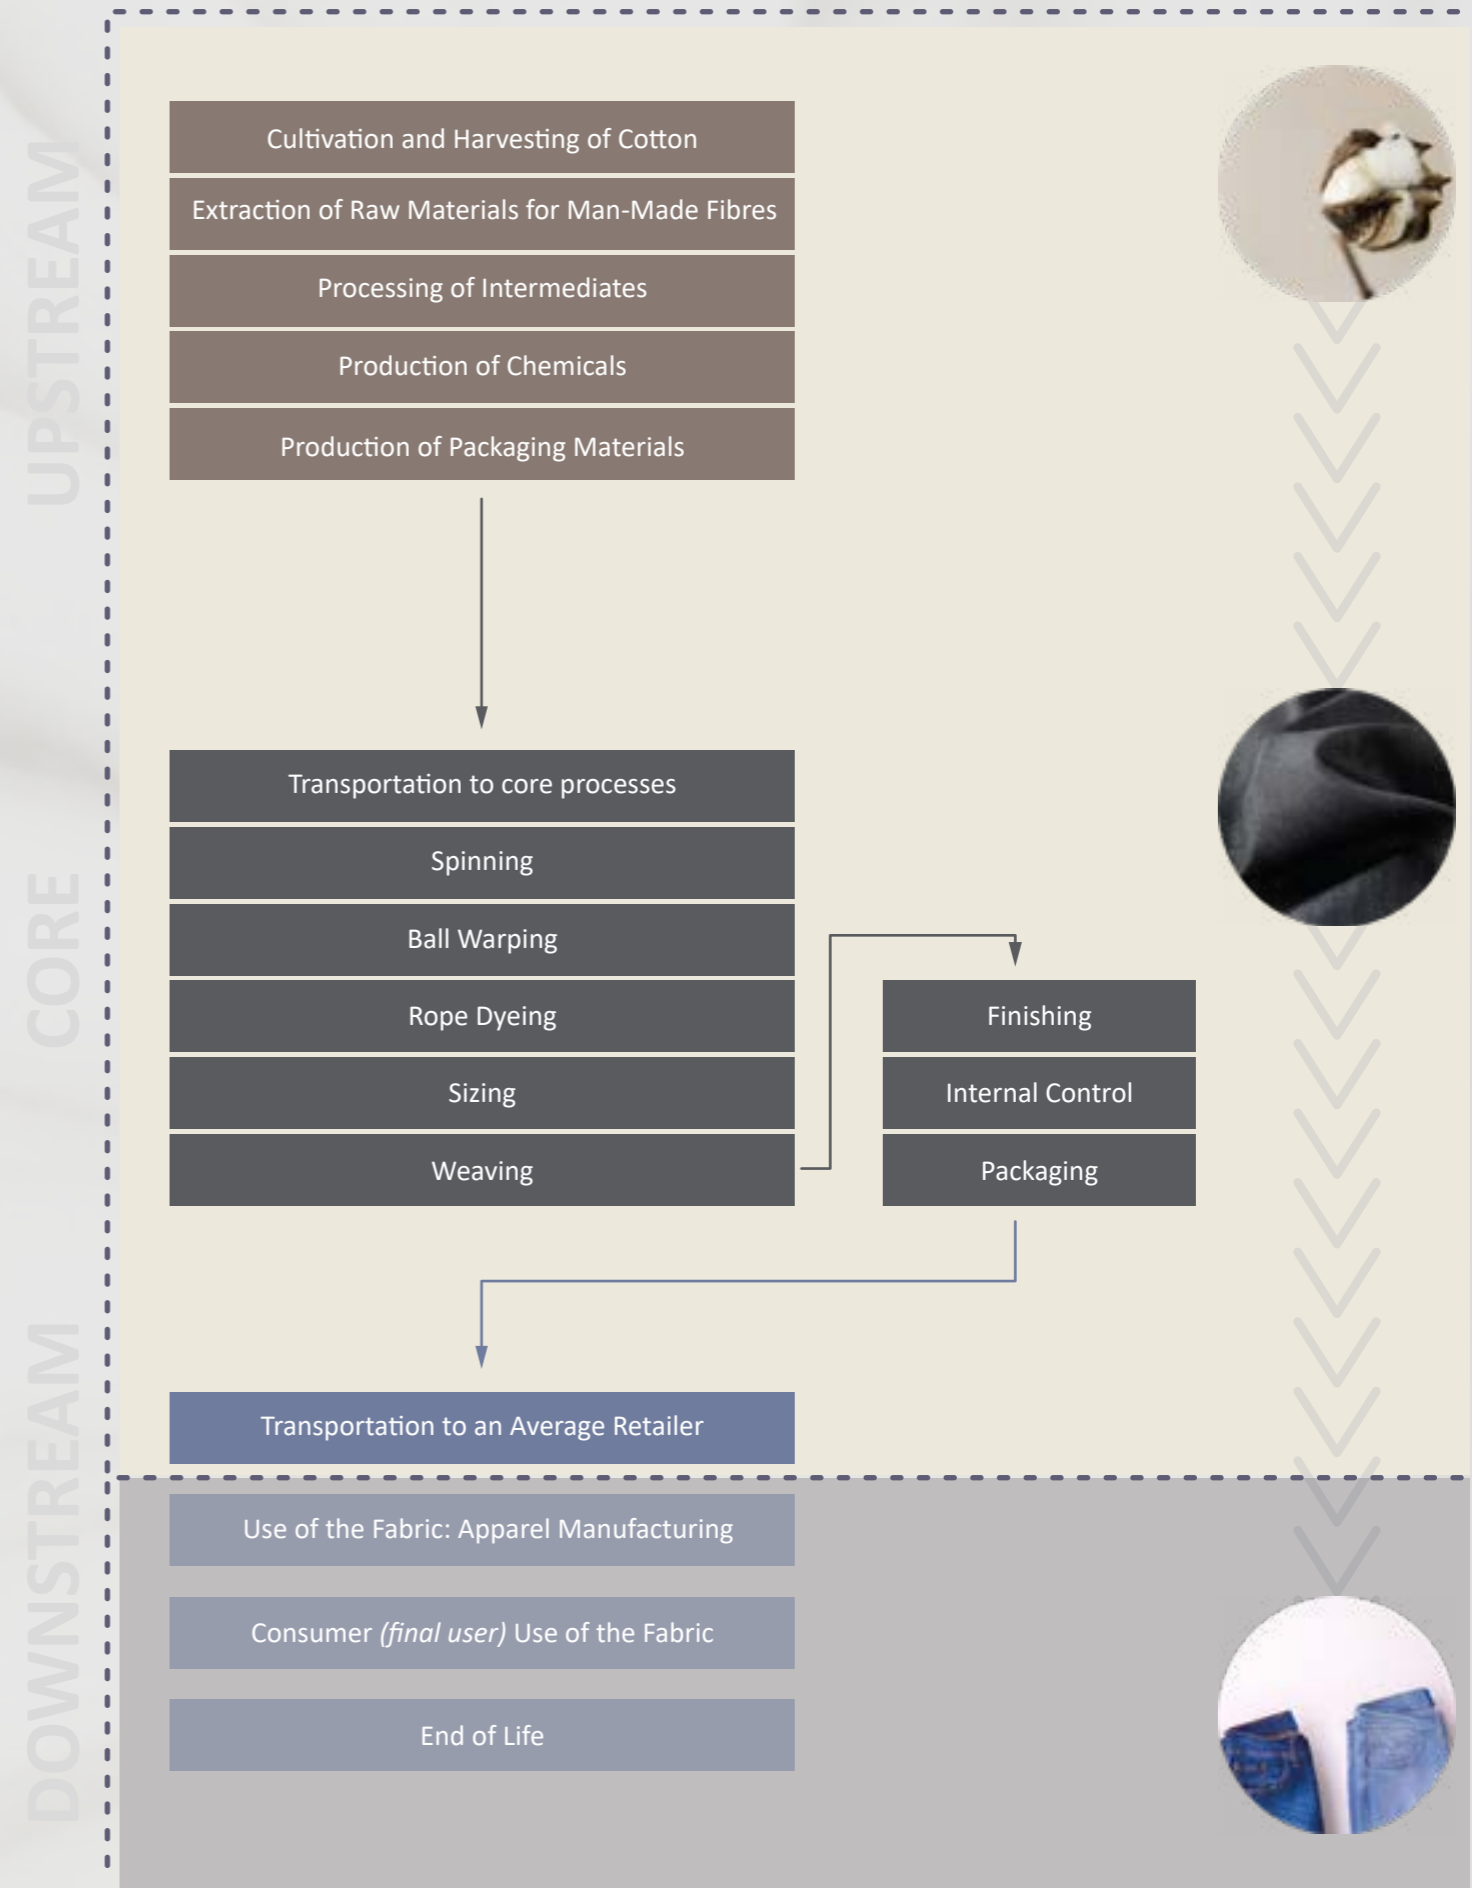 UPSTREAM
Cultivation and Harvesting of Cotton
Extraction of Raw Materials for Man-Made Fibres
Processing of Intermediates
Production of Chemicals
Production of Packaging Materials
CORE
Transportation to core processes
Spinning
Ball Warping
Rope Dyeing
Sizing
Weaving
Finishing
Internal Control
Packaging
DOWNSTREAM
Transportation to an Average Retailer
Use of the Fabric: Apparel Manufacturing
Consumer (final user) Use of the Fabric
End of Life